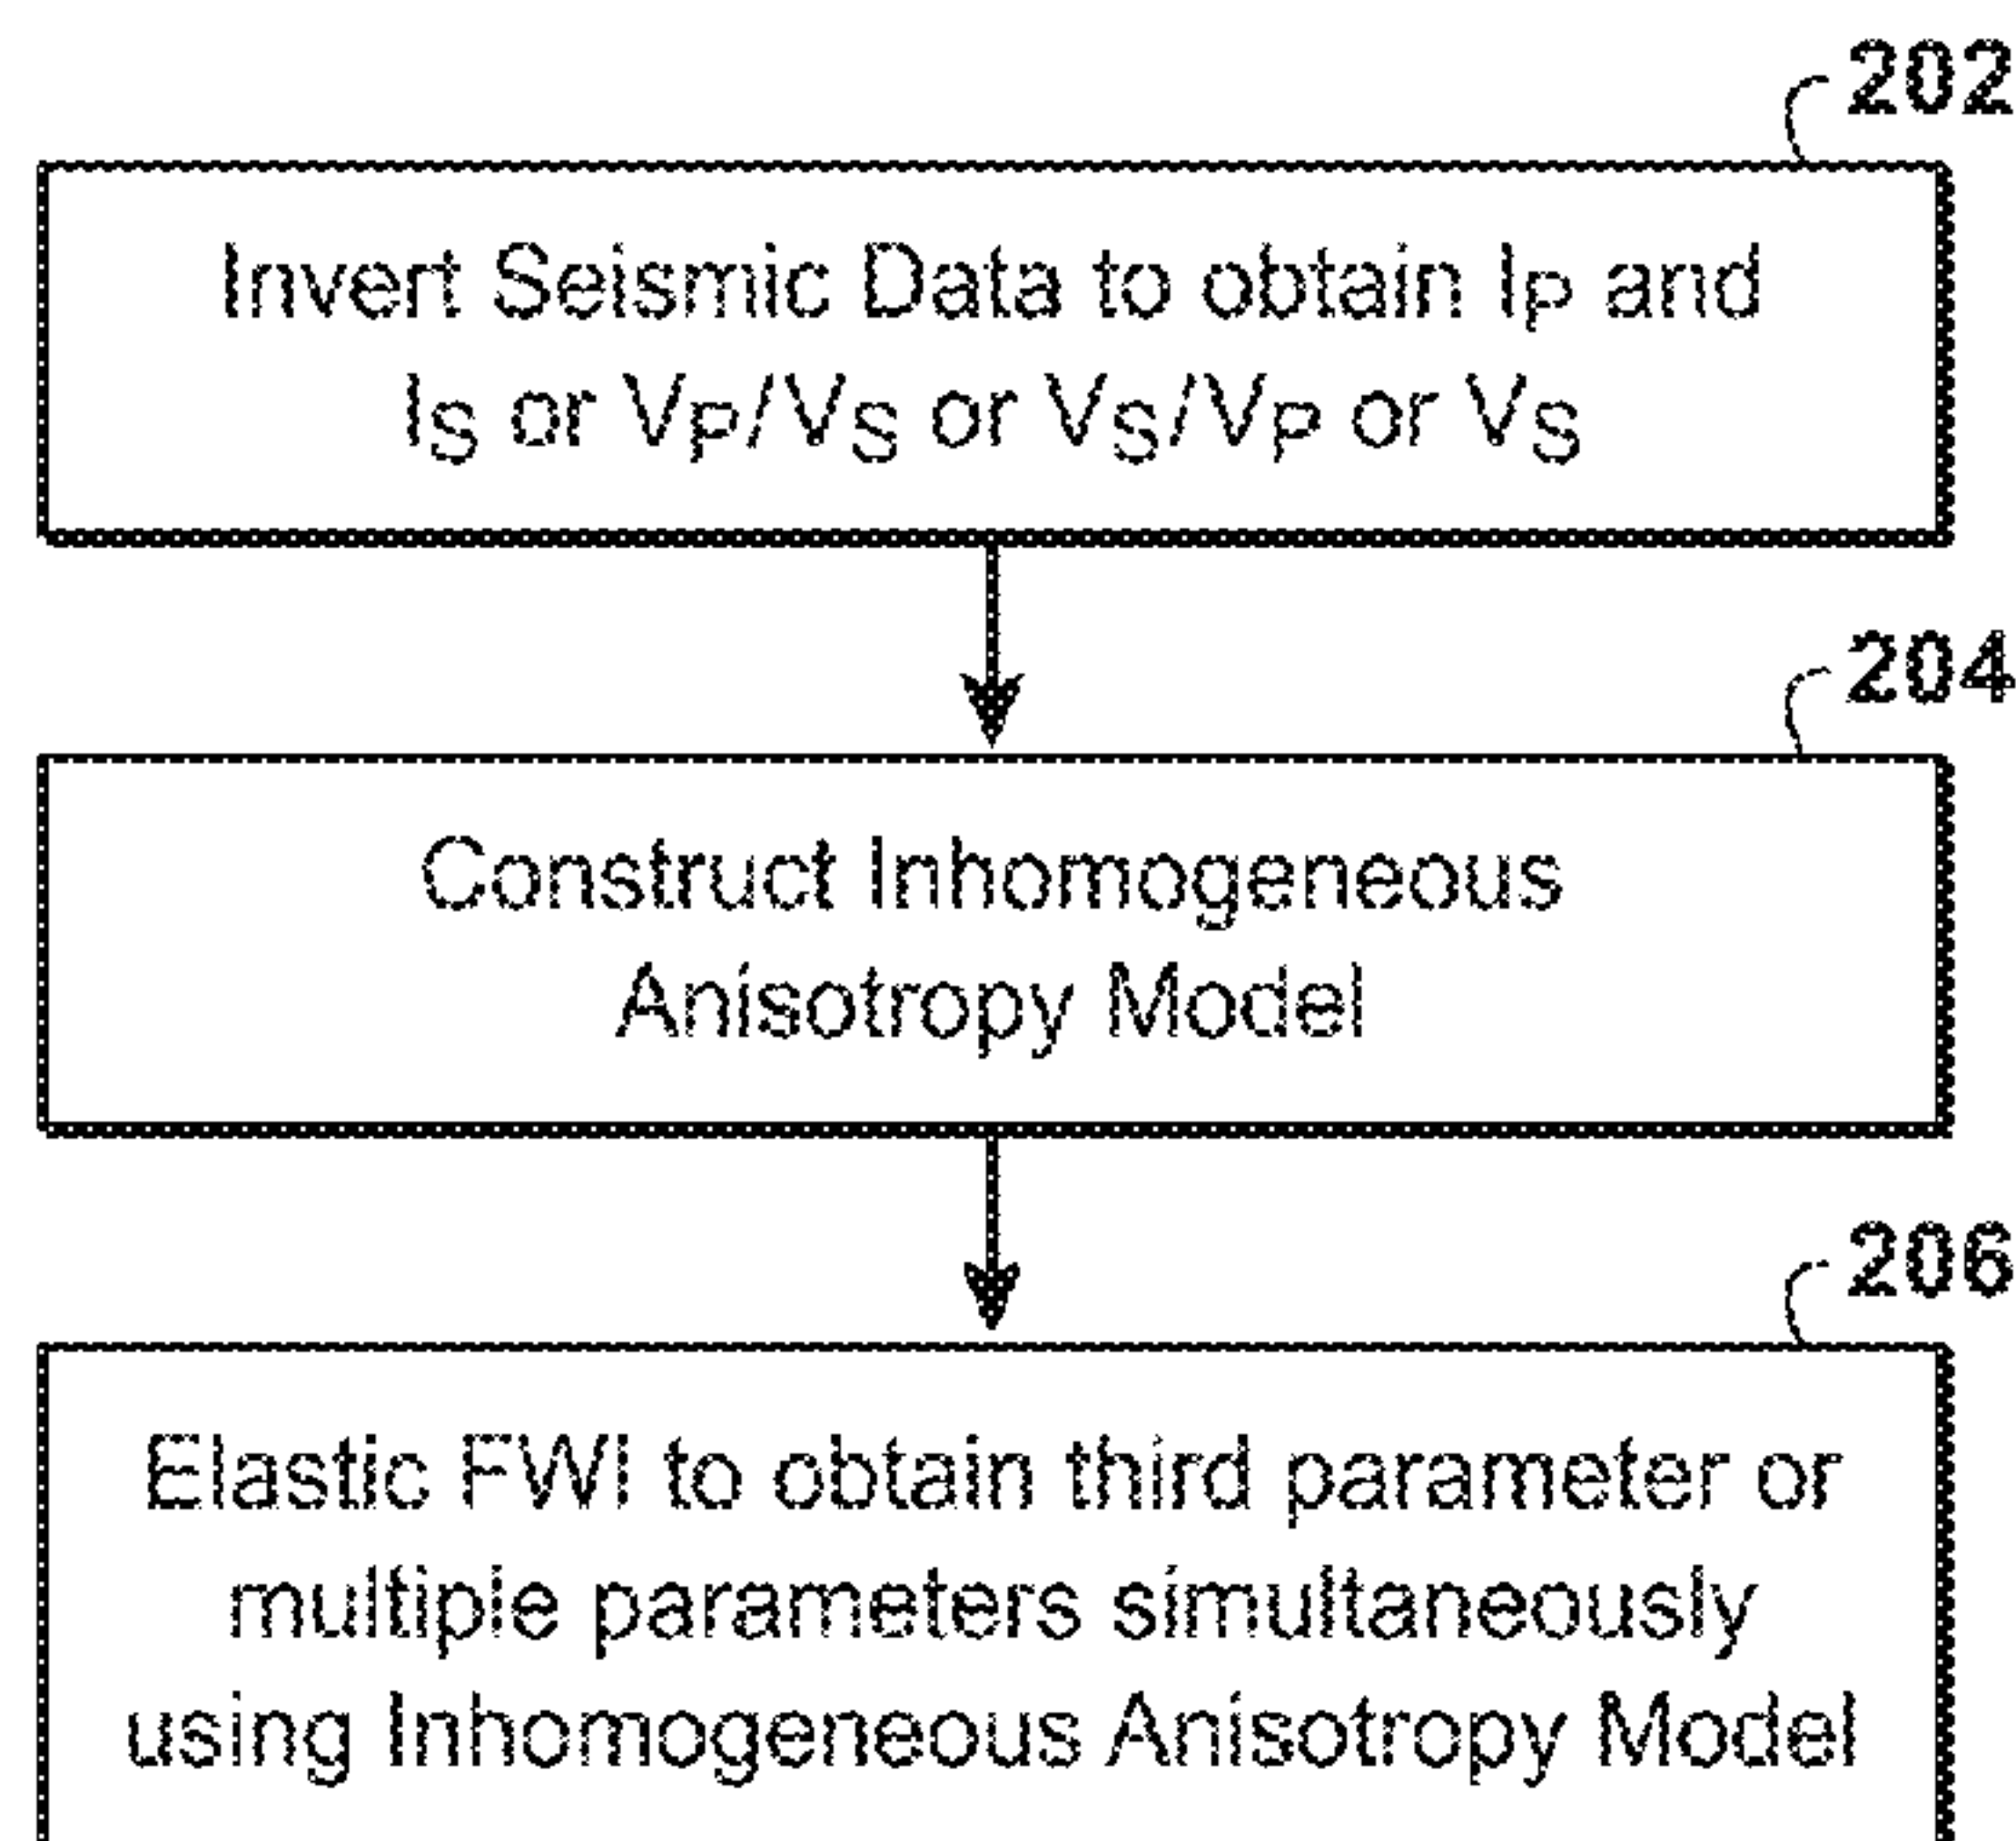 202
Invert Seismic Data to obtain IP and
IS or VP/VS or VS/VP or VS
204
Construct Inhomogeneous
Anisotropy Model
206
Elastic FWI to obtain third parameter or
multiple parameters simultaneously
using Inhomogeneous Anisotropy Model